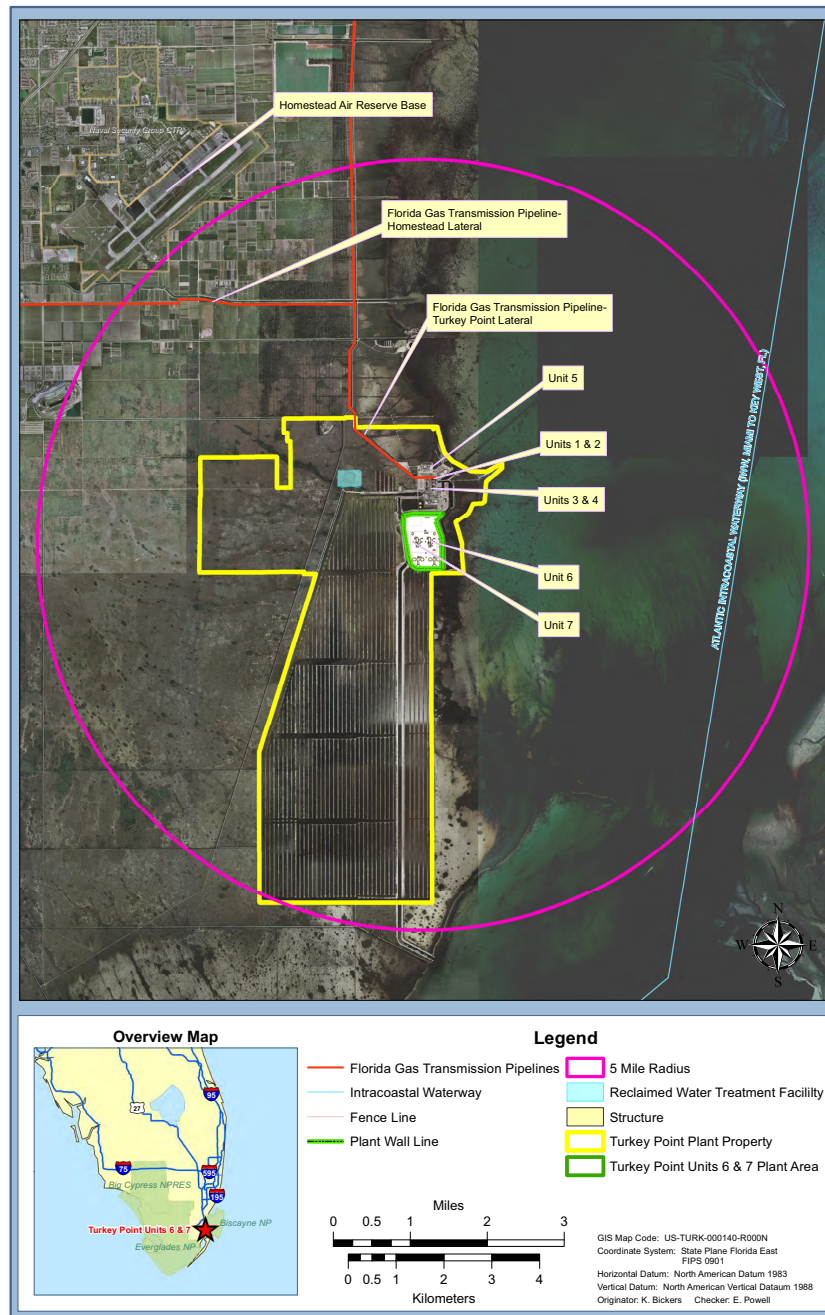 Homestead Air Reserve Base
Naval Security Group CTR)
Florida Gas Transmission Pipeline-
Homestead Lateral
Florida Gas Transmission Pipeline-
Turkey Point Lateral
Unit 5
Units 1 & 2
Units 3 & 4
Unit 6
Unit 7
ATLANTIC INTRACOASTAL WATERWAY (IWW, MIAMI TO KEY WEST, FL)
N
W
E
S
Overview Map
95
27
75
595
195
Big Cypress NPRES
Biscayne NP
Turkey Point Units 6 & 7
Everglades NP
Legend
Florida Gas Transmission Pipelines
Intracoastal Waterway
Fence Line
Plant Wall Line
5 Mile Radius
Reclaimed Water Treatment Facililty
Structure
Turkey Point Plant Property
Turkey Point Units 6 & 7 Plant Area
Miles
0 0.5 1 2 3
0 0.5 1 2 3 4
Kilometers
GIS Map Code: US-TURK-000140-R000N
Coordinate System: State Plane Florida East
FIPS 0901
Horizontal Datum: North American Datum 1983
Vertical Datum: North American Vertical Dataum 1988
Originator: K. Bickers Checker: E. Powell